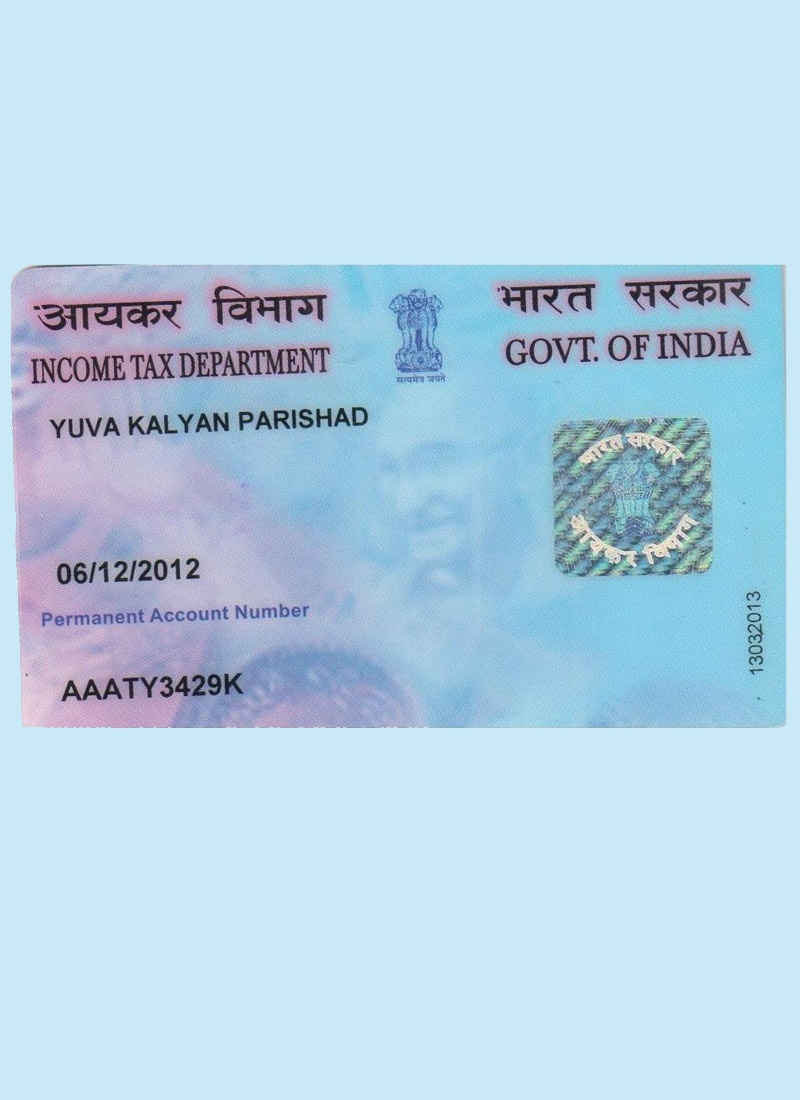 आयकर विभाग
INCOME TAX DEPARTMENT
सत्यमेव जयते
भारत सरकार
GOVT. OF INDIA
YUVA KALYAN PARISHAD
भारत सरकार
आयकर विभाग
06/12/2012
Permanent Account Number
AAATY3429K
13032013